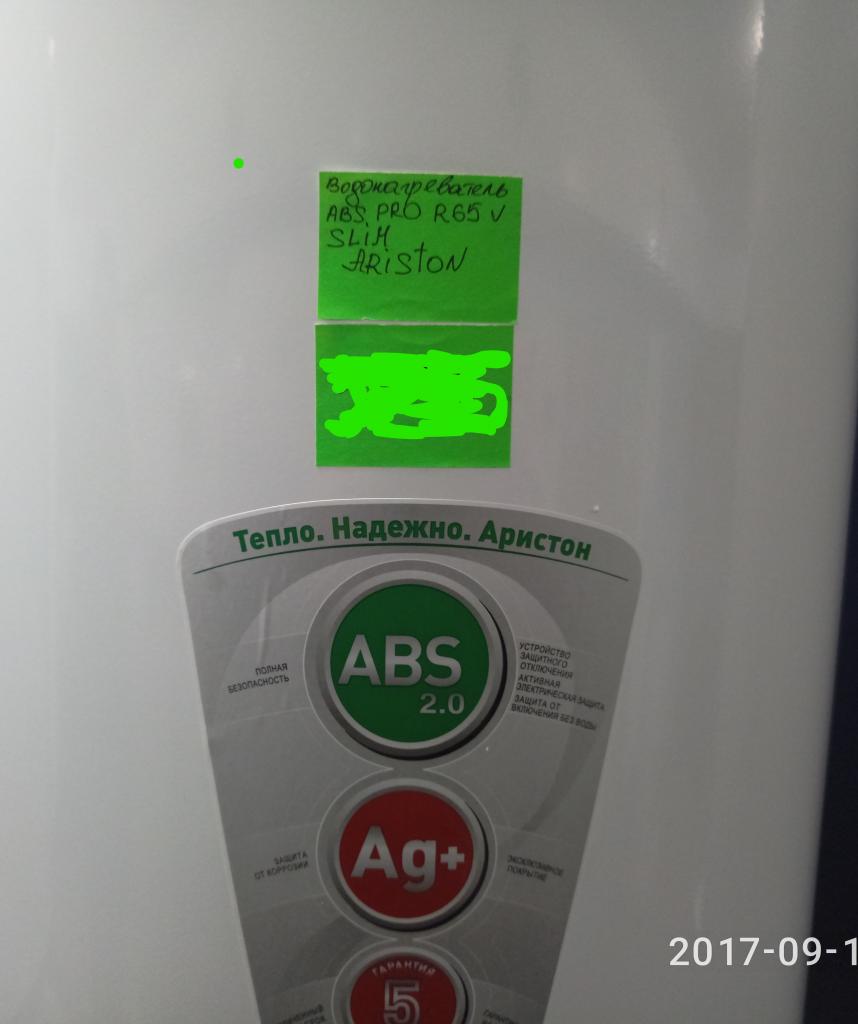 Водонагреватель
ABS PRO R65 V
SLIM
ARISTON
Тепло. Надежно. Аристон
ABS
2.0
ПОЛНАЯ
БЕЗОПАСНОСТЬ
УСТРОЙСТВО
ЗАЩИТНОГО
ОТКЛЮЧЕНИЯ
АКТИВНАЯ
ЭЛЕКТРИЧЕСКАЯ ЗАЩИТА
ЗАЩИТА ОТ
ВКЛЮЧЕНИЯ БЕЗ ВОДЫ
Ag+
ЗАЩИТА
ОТ КОРРОЗИИ
ЭКСКЛЮЗИВНОЕ
ПОКРЫТИЕ
2017-09-1
ГАРАНТИЯ
5